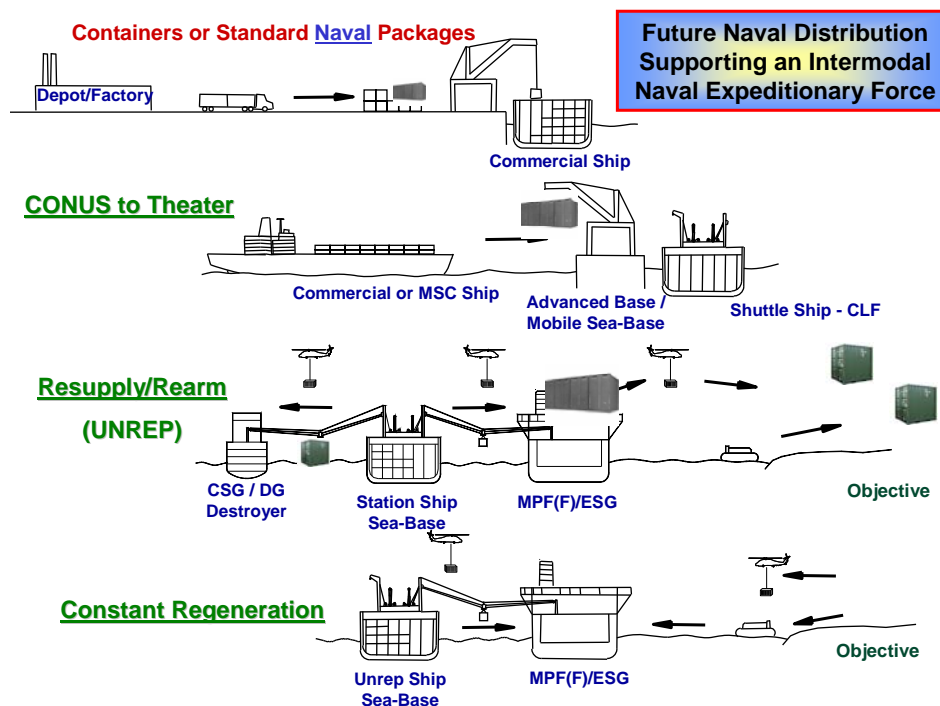 Containers or Standard Naval Packages
Future Naval Distribution
Supporting an Intermodal
Naval Expeditionary Force
Depot/Factory
Commercial Ship
CONUS to Theater
Commercial or MSC Ship
Advanced Base /
Mobile Sea-Base
Shuttle Ship - CLF
Resupply/Rearm
(UNREP)
CSG / DG
Destroyer
Station Ship
Sea-Base
MPF(F)/ESG
Objective
Constant Regeneration
Unrep Ship
Sea-Base
MPF(F)/ESG
Objective